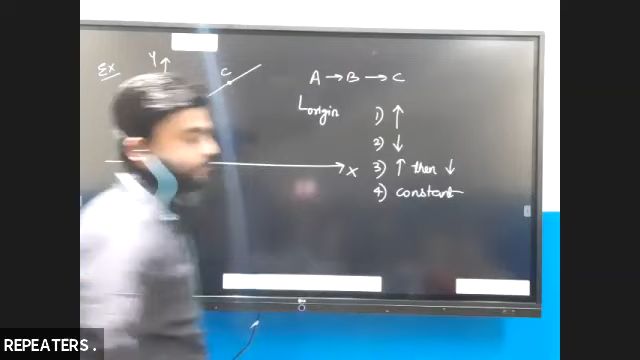 Ex
Y
C
A → B → C
L origin
1) ↑
2) ↓
3) ↑ then ↓
4) constant
X
REPEATERS.